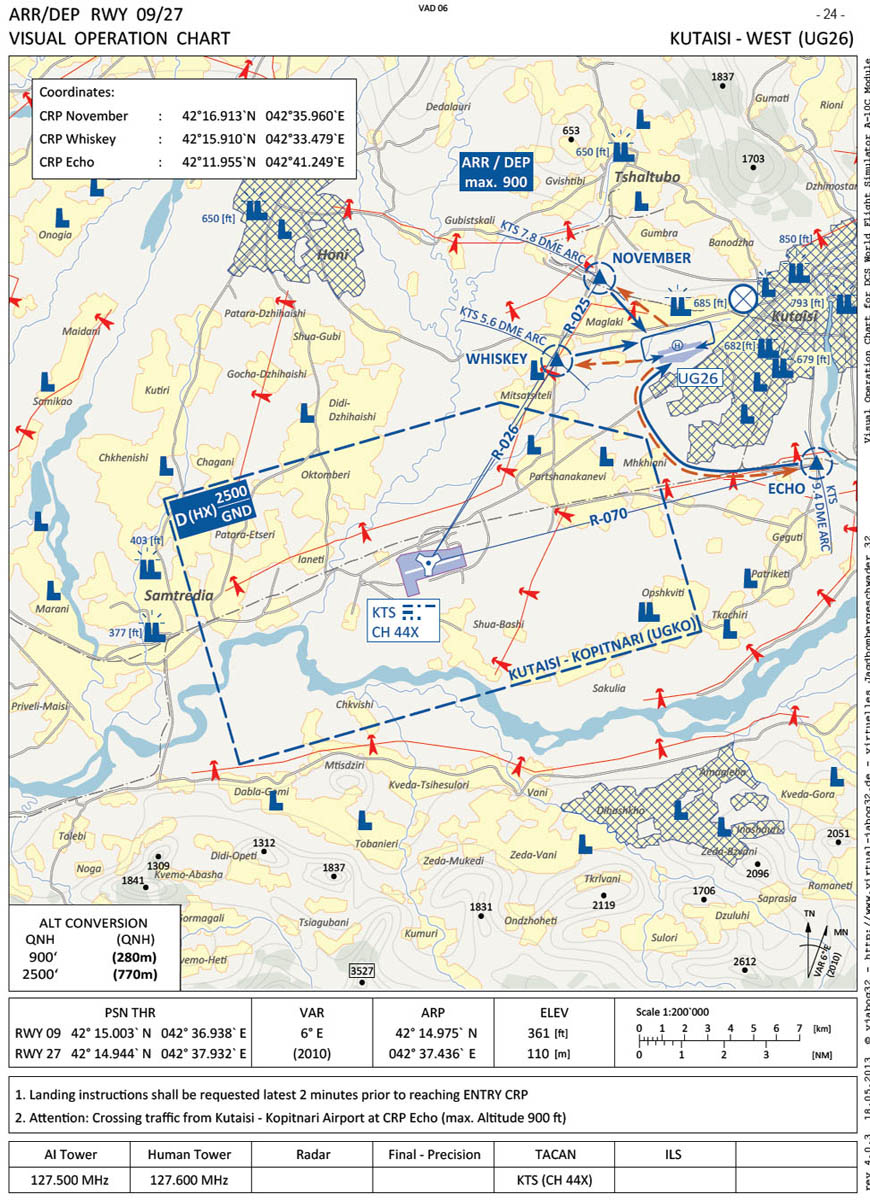 ARR/DEP RWY 09/27
VAD 06
- 24 -
VISUAL OPERATION CHART
KUTAISI - WEST (UG26)
Coordinates:
CRP November : 42°16.913`N 042°35.960`E
CRP Whiskey : 42°15.910`N 042°33.479`E
CRP Echo : 42°11.955`N 042°41.249`E
1837
Gumati
Rioni
Dedalauri
653
650 [ft]
ARR / DEP
max. 900
1703
Tshaltubo
Gvishtibi
Dzhimostar
650 [ft]
Onogia
Gubistskali
KTS 7.8 DME ARC
Gumbra
Banodzha
850 [ft]
Honi
NOVEMBER
R-025
685 [ft]
793 [ft]
Kutaisi
Patara-Dzhihaishi
KTS 5.6 DME ARC
Maglaki
Maidani
Shua-Gubi
H
682[ft]
679 [ft]
WHISKEY
Gocha-Dzhihaishi
UG26
Kutiri
Samikao
Didi-
Dzhihaishi
Mitsatsiteli
R-026
Chkhenishi
Chagani
Oktomberi
Partshanakanevi
Mhkhiani
ECHO
KTS
9.4 DME ARC
D(HX) 2500
GND
R-070
403 [ft]
Patara-Etseri
Geguti
Ianeti
Patriketi
Samtredia
Opshkviti
Marani
KTS
CH 44X
Tkachiri
377 [ft]
Shua-Bashi
KUTAISI - KOPITNARI (UGKO)
Sakulia
Priveli-Maisi
Chkvishi
Mtisdziri
Amagleba
Dabla-Gomi
Kveda-Tsihesulori
Vani
Kveda-Gora
Dihashkho
Inashauri
Talebi
Tobanieri
2051
Zeda-Mukedi
Zeda-Vani
Zeda-Bzvani
1312
Didi-Opeti
1309
Noga
Kvemo-Abasha
1837
2096
1841
Tkrlvani
Romaneti
2119
1706
Saprasia
1831
Dzuluhi
Ondzhoheti
Tsiagubani
Kumuri
Sulori
2612
3527
TN
MN
VAR 6°E
(2010)
ALT CONVERSION
QNH (QNH)
900‘ (280m)
2500‘ (770m)
PSN THR VAR ARP ELEV
RWY 09 42° 15.003` N 042° 36.938` E 6° E 42° 14.975` N 361 [ft]
RWY 27 42° 14.944` N 042° 37.932` E (2010) 042° 37.436` E 110 [m]
Scale 1:200`000
0 1 2 3 4 5 6 7 [km]
0 1 2 3 [NM]
1. Landing instructions shall be requested latest 2 minutes prior to reaching ENTRY CRP
2. Attention: Crossing traffic from Kutaisi - Kopitnari Airport at CRP Echo (max. Altitude 900 ft)
AI Tower Human Tower Radar Final - Precision TACAN ILS
127.500 MHz 127.600 MHz KTS (CH 44X)
rev 4.0.3 18.05.2013 © vjabog32 - http://www.virtual-jabog32.de - virtuelles Jagdbombergeschwader 32
Visual Operation Chart for DCS World Flight Simulator A-10C Module